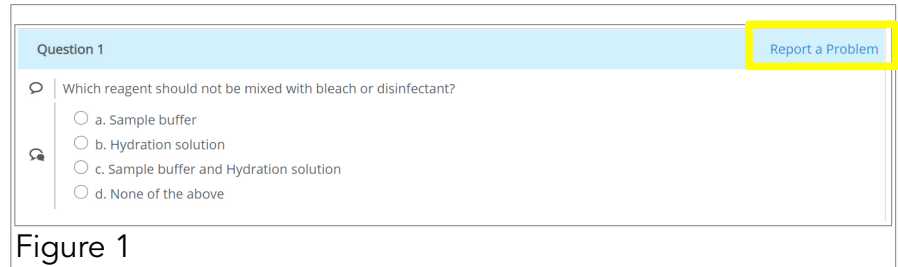 Question 1
Report a Problem
Which reagent should not be mixed with bleach or disinfectant?
a. Sample buffer
b. Hydration solution
c. Sample buffer and Hydration solution
d. None of the above
Figure 1